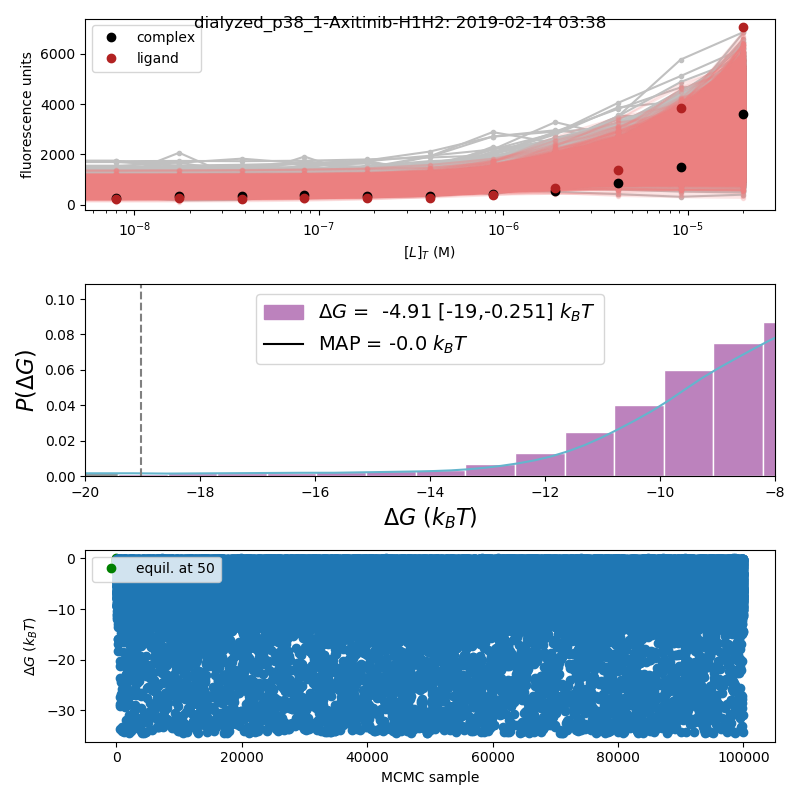 dialyzed_p38_1-Axitinib-H1H2: 2019-02-14 03:38
complex
ligand
fluorescence units
6000
4000
2000
0
10⁻⁸ 10⁻⁷ 10⁻⁶ 10⁻⁵
[L]_T (M)
ΔG = -4.91 [-19,-0.251] k_BT
MAP = -0.0 k_BT
P(ΔG)
0.10
0.08
0.06
0.04
0.02
0.00
−20 −18 −16 −14 −12 −10 −8
ΔG (k_BT)
equil. at 50
ΔG (k_BT)
0
−10
−20
−30
0 20000 40000 60000 80000 100000
MCMC sample